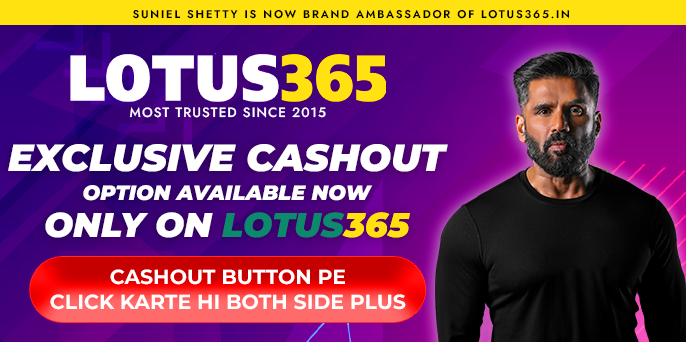 SUNIEL SHETTY IS NOW BRAND AMBASSADOR OF LOTUS365.IN
LOTUS365
MOST TRUSTED SINCE 2015
EXCLUSIVE CASHOUT
OPTION AVAILABLE NOW
ONLY ON LOTUS365
CASHOUT BUTTON PE
CLICK KARTE HI BOTH SIDE PLUS